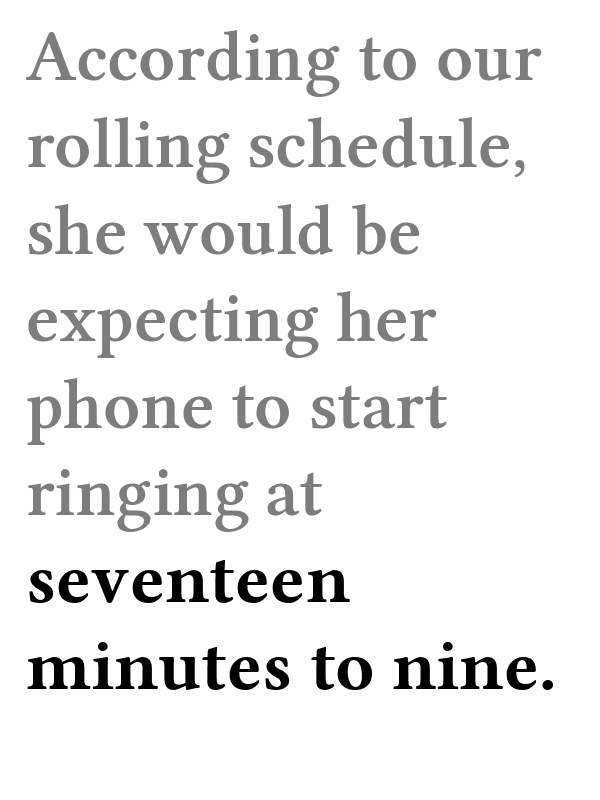 According to our
rolling schedule,
she would be
expecting her
phone to start
ringing at
seventeen
minutes to nine.